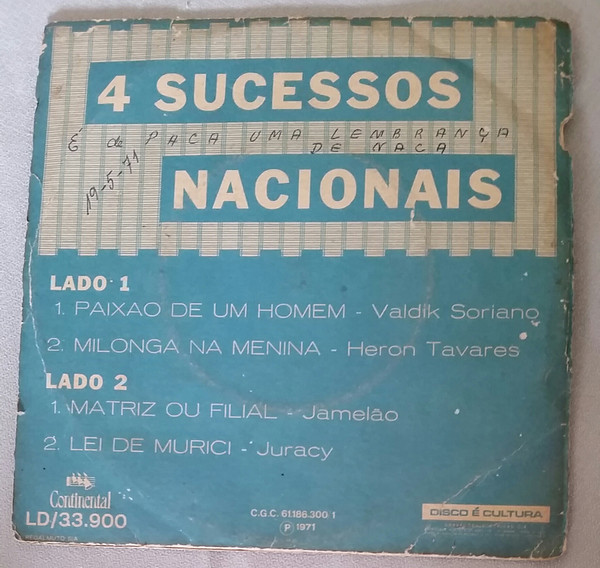 4 SUCESSOS
É de PACA UMA LEMBRANÇA
DE NACA
19-5-71
NACIONAIS
LADO 1
1. PAIXAO DE UM HOMEM - Valdik Soriano
2. MILONGA NA MENINA - Heron Tavares
LADO 2
1. MATRIZ OU FILIAL - Jamelão
2. LEI DE MURICI - Juracy
Continental
LD/33.900
C.G.C. 61.186.300 1
P 1971
DISCO É CULTURA